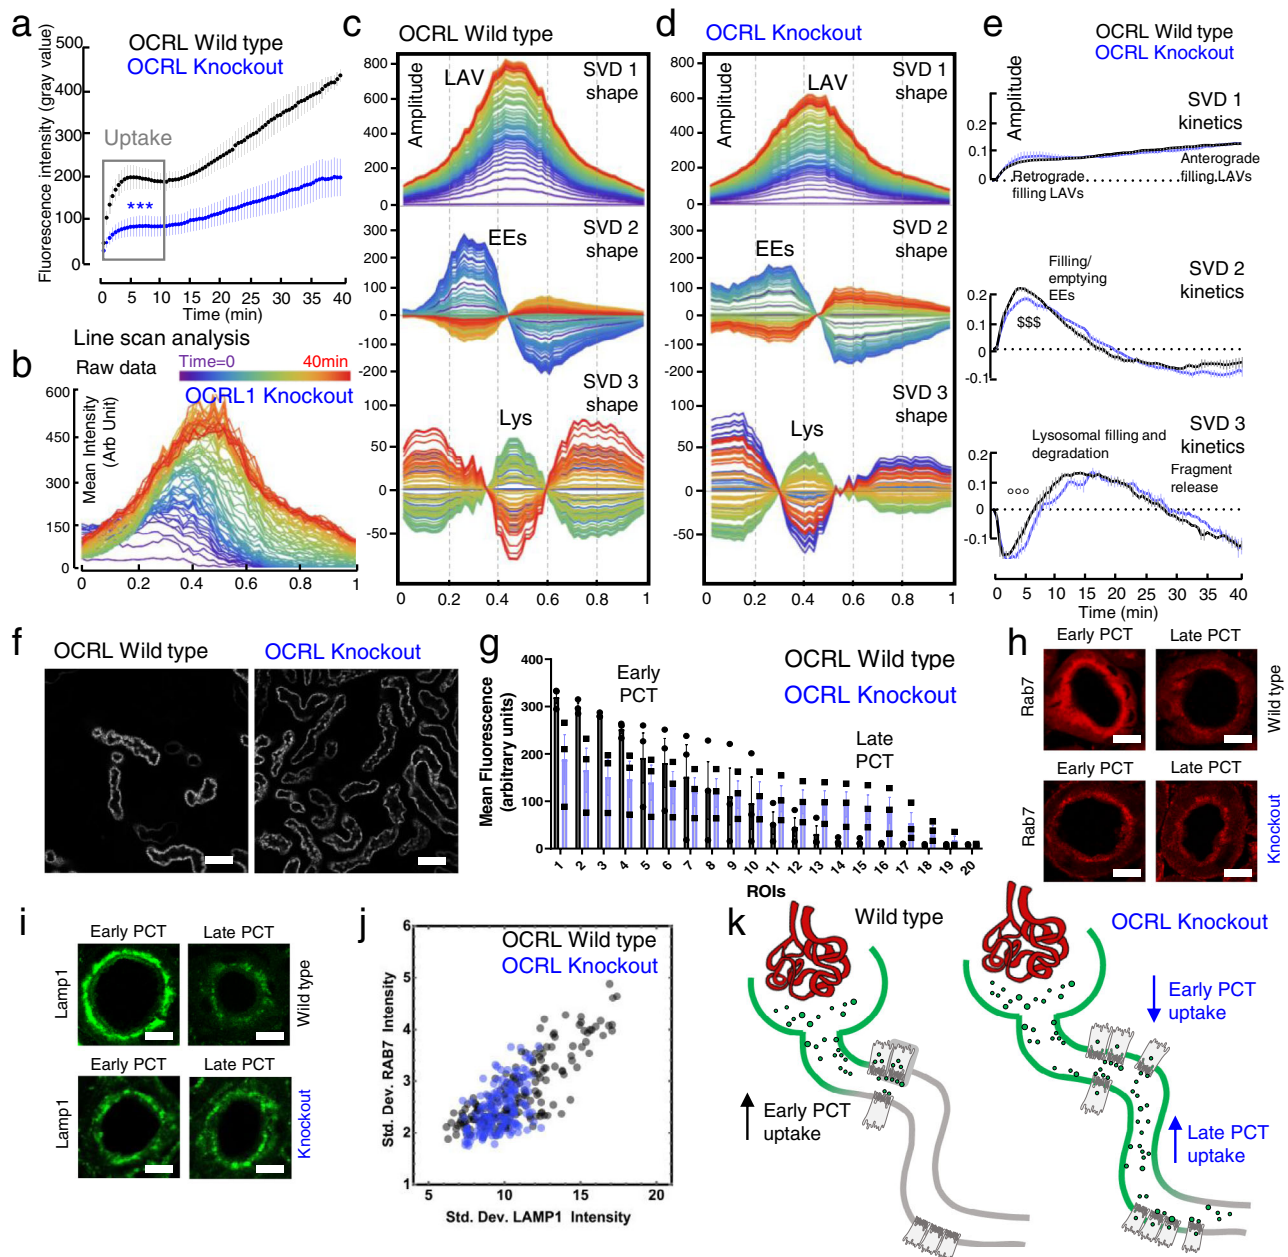 a
OCRL Wild type
OCRL Knockout
Fluorescence intensity (gray value)
500
400
300
200
100
0
Uptake
***
0 5 10 15 20 25 30 35 40
Time (min)
Line scan analysis
b
Raw data
Time=0 40min
OCRL1 Knockout
Mean Intensity
(Arb Unit)
600
450
300
150
0
0 0.2 0.4 0.6 0.8 1
c
OCRL Wild type
Amplitude
LAV
SVD 1
shape
800
600
400
200
0
EEs
SVD 2
shape
300
200
100
0
-100
-200
Lys
SVD 3
shape
100
50
0
-50
0 0.2 0.4 0.6 0.8 1
d
OCRL Knockout
Amplitude
LAV
SVD 1
shape
800
600
400
200
0
EEs
SVD 2
shape
300
200
100
0
-100
-200
Lys
SVD 3
shape
100
50
0
-50
0 0.2 0.4 0.6 0.8 1
e
OCRL Wild type
OCRL Knockout
Amplitude
SVD 1
kinetics
0.2
0.1
0
Retrograde
filling LAVs
Anterograde
filling LAVs
SVD 2
kinetics
Filling/
emptying
EEs
$$$
0.2
0.1
0
-0.1
SVD 3
kinetics
Lysosomal filling and
degradation
Fragment
release
°°°
0.2
0.1
0
-0.1
0 5 10 15 20 25 30 35 40
Time (min)
f
OCRL Wild type
OCRL Knockout
g
OCRL Wild type
OCRL Knockout
Early
PCT
Late
PCT
Mean Fluorescence
(arbitrary units)
400
300
200
100
0
1 2 3 4 5 6 7 8 9 10 11 12 13 14 15 16 17 18 19 20
ROIs
h
Early PCT Late PCT
Rab7
Wild type
Early PCT Late PCT
Rab7
Knockout
i
Early PCT Late PCT
Lamp1
Wild type
Early PCT Late PCT
Lamp1
Knockout
j
OCRL Wild type
OCRL Knockout
Std. Dev. RAB7 Intensity
6
5
4
3
2
1
5 10 15 20
Std. Dev. LAMP1 Intensity
k
Wild type
Early PCT
uptake
OCRL Knockout
Early PCT
uptake
Late PCT
uptake